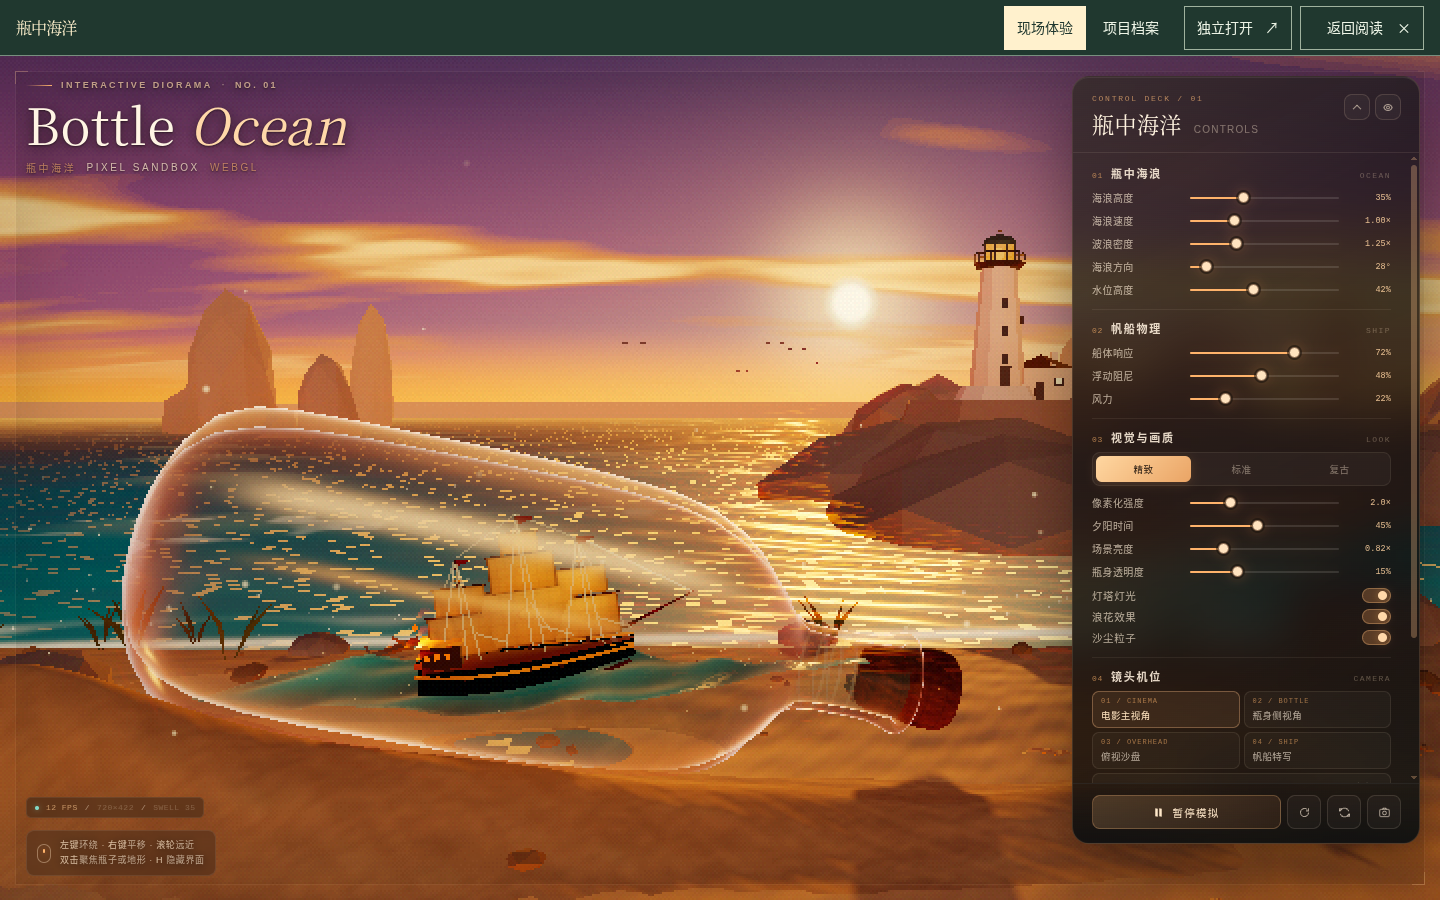 瓶中海洋
现场体验
项目档案
独立打开 ↗
返回阅读 ×
INTERACTIVE DIORAMA · NO. 01
Bottle Ocean
瓶中海洋 PIXEL SANDBOX WEBGL
CONTROL DECK / 01
瓶中海洋 CONTROLS
01 瓶中海浪 OCEAN
海浪高度 35%
海浪速度 1.00×
波浪密度 1.25×
海浪方向 28°
水位高度 42%
02 帆船物理 SHIP
船体响应 72%
浮动阻尼 48%
风力 22%
03 视觉与画质 LOOK
精致 标准 复古
像素化强度 2.0×
夕阳时间 45%
场景亮度 0.82×
瓶身透明度 15%
灯塔灯光
浪花效果
沙尘粒子
04 镜头机位 CAMERA
01 / CINEMA
电影主视角
02 / BOTTLE
瓶身侧视角
03 / OVERHEAD
俯视沙盘
04 / SHIP
帆船特写
暂停模拟
12 FPS / 720×422 / SWELL 35
左键环绕 · 右键平移 · 滚轮远近
双击聚焦瓶子或地形 · H 隐藏界面